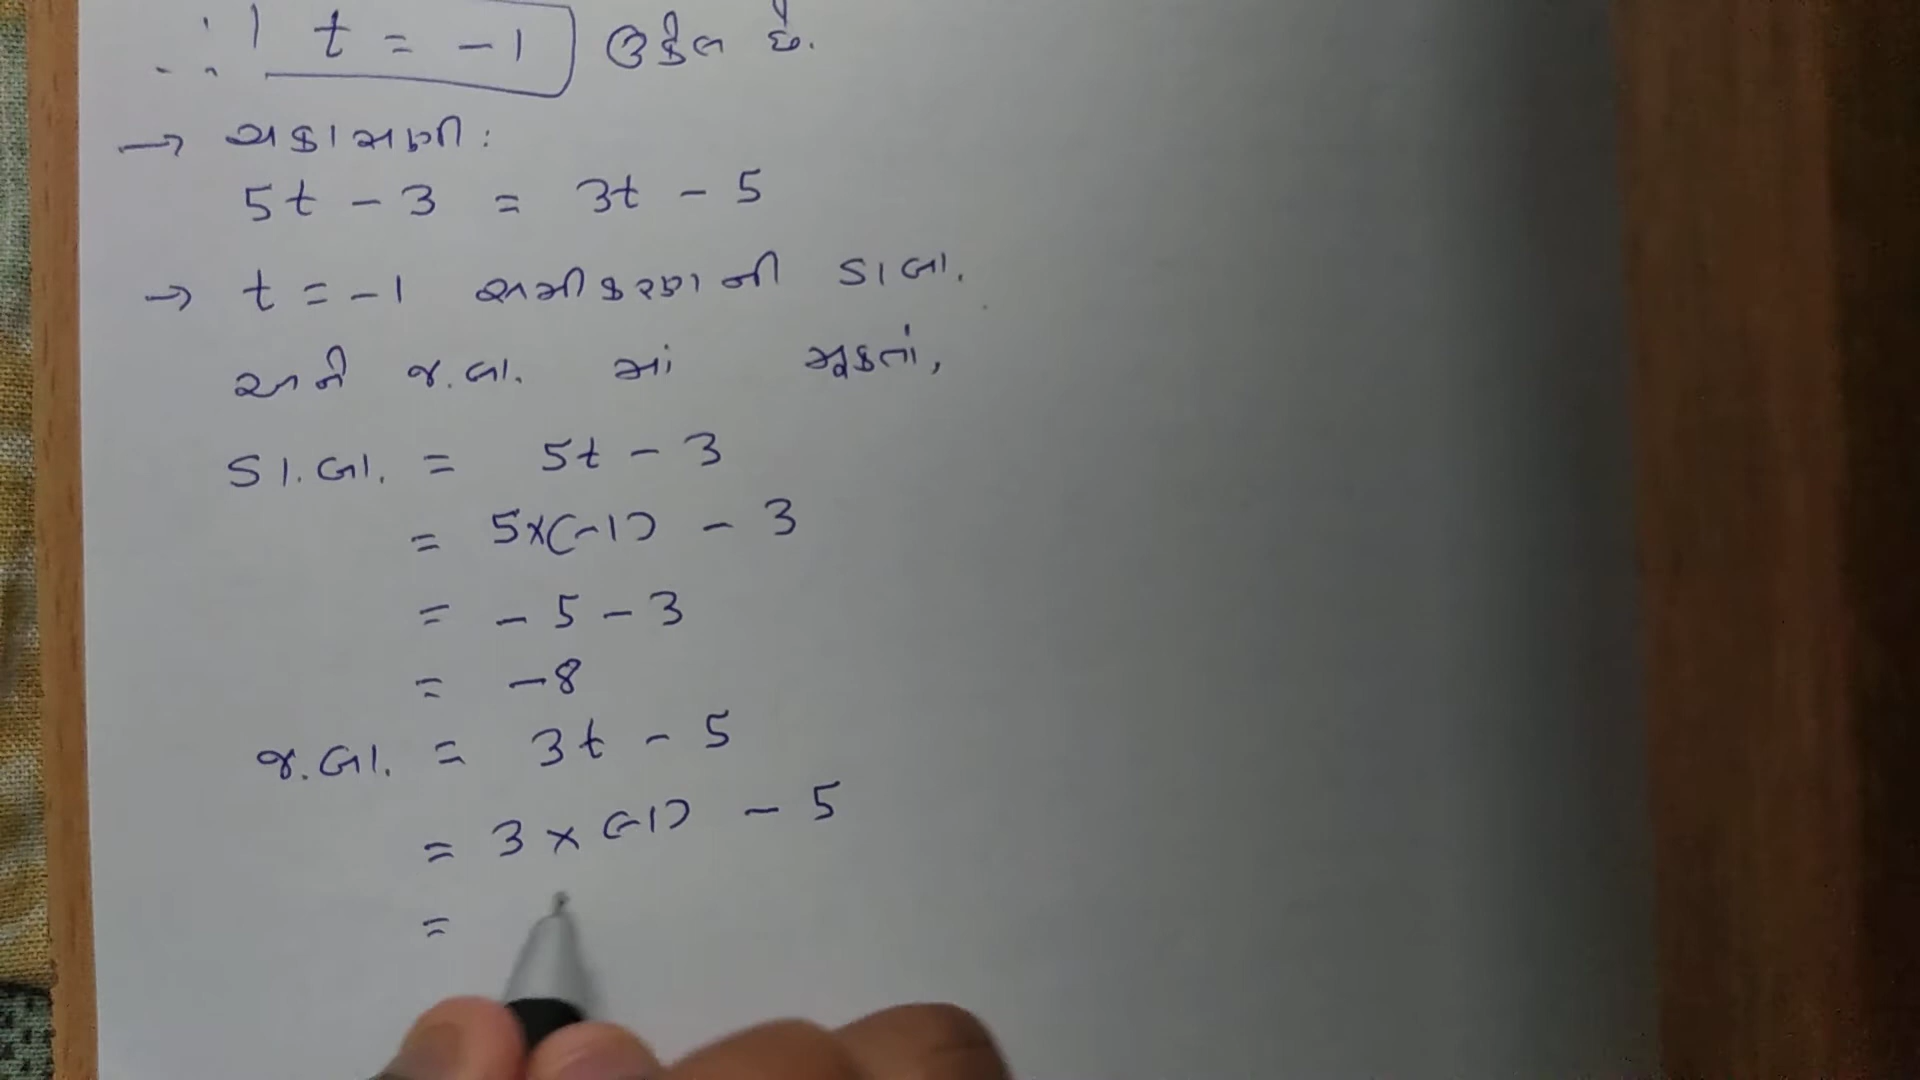 ∴ t = -1 ઉકેલ છે.
→ ચકાસણી:
5t - 3 = 3t - 5
→ t = -1 સમીકરણની ડાબા.
અને જ.બા. માં મૂકતાં,
ડા.બા. = 5t - 3
= 5×(-1) - 3
= - 5 - 3
= -8
જ.બા. = 3t - 5
= 3 × (-1) - 5
=